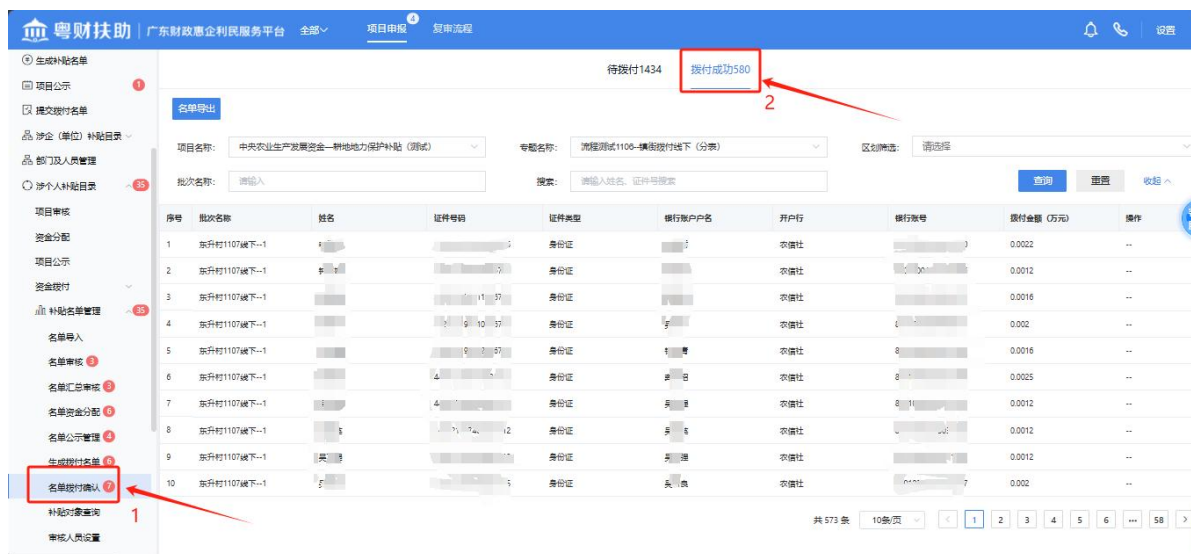 粤财扶助 广东财政惠企利民服务平台 全部 项目申报 4 复审流程 设置
生成补贴名单
项目公示 1
提交拨付名单
涉企（单位）补贴目录
部门及人员管理
涉个人补贴目录 35
项目审核
资金分配
项目公示
资金拨付
补贴名单管理 35
名单导入
名单审核 3
名单汇总审核 3
名单资金分配 6
名单公示管理 4
生成拨付名单 6
名单拨付确认 7
补贴对象查询
审核人员设置
1
待拨付1434 拨付成功580
2
名单导出
项目名称: 中央农业生产发展资金—耕地地力保护补贴（测试） 专题名称: 流程测试1106--镇街拨付线下（分表） 区划筛选: 请选择
批次名称: 请输入 搜索: 请输入姓名、证件号搜索 查询 重置 收起
序号 批次名称 姓名 证件号码 证件类型 银行账户户名 开户行 银行账号 拨付金额（万元） 操作
1 东升村1107线下--1 身份证 农信社 0.0022 --
2 东升村1107线下--1 身份证 农信社 0.0012 --
3 东升村1107线下--1 身份证 农信社 0.0016 --
4 东升村1107线下--1 身份证 农信社 0.002 --
5 东升村1107线下--1 身份证 农信社 0.0016 --
6 东升村1107线下--1 身份证 农信社 0.0025 --
7 东升村1107线下--1 身份证 农信社 0.0012 --
8 东升村1107线下--1 身份证 农信社 0.0012 --
9 东升村1107线下--1 身份证 农信社 0.0012 --
10 东升村1107线下--1 身份证 农信社 0.002 --
共 573 条 10条/页 < 1 2 3 4 5 6 ··· 58 >